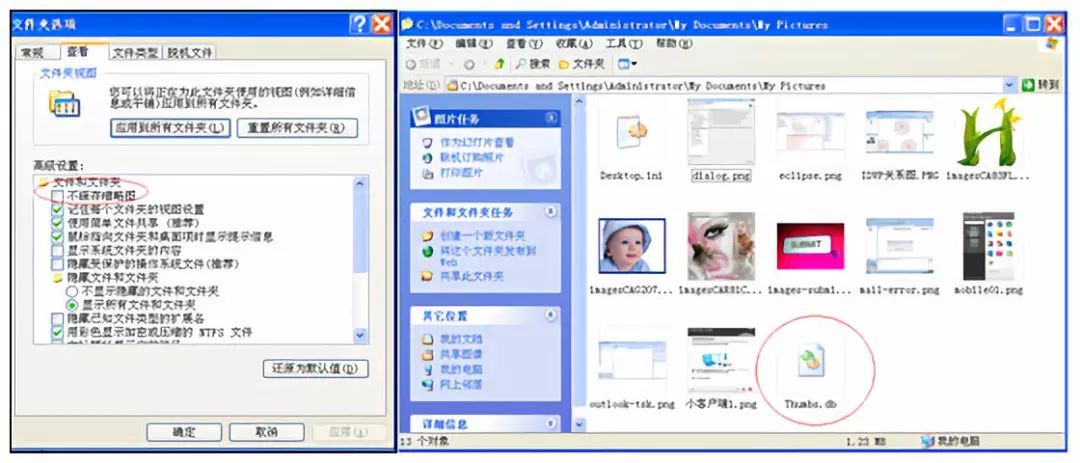 文件夹选项
常规 查看 文件类型 脱机文件
文件夹视图
您可以将正在为此文件夹使用的视图(例如详细信
息或平铺)应用到所有文件夹。
应用到所有文件夹(L) 重置所有文件夹(R)
高级设置:
文件和文件夹
不缓存缩略图
记住每个文件夹的视图设置
使用简单文件共享（推荐）
鼠标指向文件夹和桌面项时显示提示信息
显示系统文件夹的内容
隐藏受保护的操作系统文件(推荐)
隐藏文件和文件夹
不显示隐藏的文件和文件夹
显示所有文件和文件夹
隐藏已知文件类型的扩展名
用彩色显示加密或压缩的 NTFS 文件
还原为默认值(D)
确定 取消 应用(A)
C:\Documents and Settings\Administrator\My Documents\My Pictures
文件(F) 编辑(E) 查看(V) 收藏(A) 工具(T) 帮助(H)
后退 搜索 文件夹
地址(D) C:\Documents and Settings\Administrator\My Documents\My Pictures 转到
图片任务
作为幻灯片查看
联机订购照片
打印图片
文件和文件夹任务
创建一个新文件夹
将这个文件夹发布到
Web
共享此文件夹
其它位置
我的文档
共享图像
我的电脑
网上邻居
详细信息
Desktop.ini dialog.png eclipse.png
imagesCAG2O7... images-submi... mail-error.png mobile01.png
SUBMIT
outlook-tsk.png 小客户端1.png Thumbs.db
13 个对象 1.23 MB 我的电脑